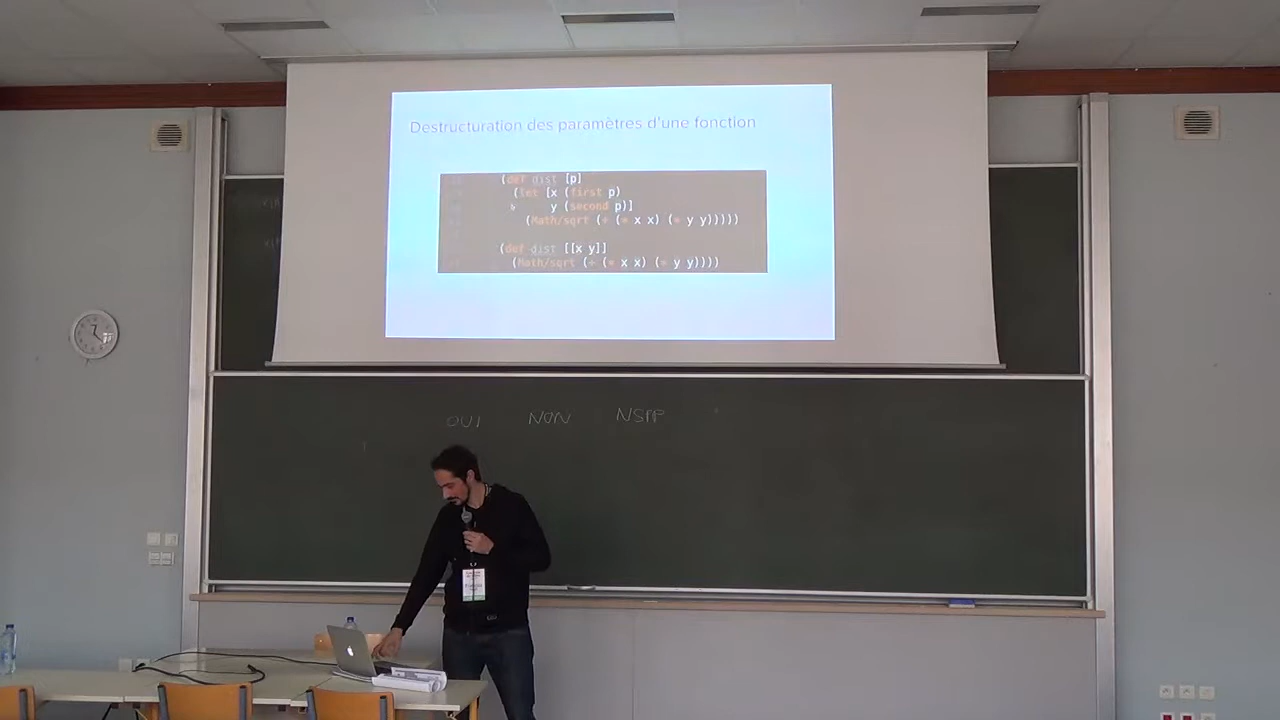 Destructuration des paramètres d'une fonction
(def dist [p]
(let [x (first p)
y (second p)]
(Math/sqrt (+ (* x x) (* y y)))))
(def dist [[x y]]
(Math/sqrt (+ (* x x) (* y y))))
OUI NON NSPP